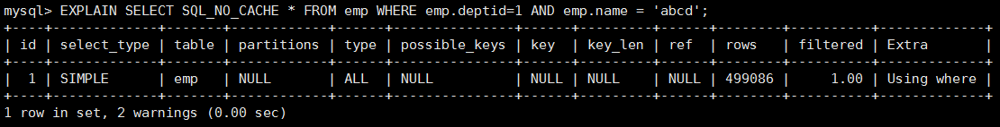 mysql> EXPLAIN SELECT SQL_NO_CACHE * FROM emp WHERE emp.deptid=1 AND emp.name = 'abcd';
+----+-------------+-------+------------+------+---------------+------+---------+------+--------+----------+-------------+
| id | select_type | table | partitions | type | possible_keys | key | key_len | ref | rows | filtered | Extra |
+----+-------------+-------+------------+------+---------------+------+---------+------+--------+----------+-------------+
| 1 | SIMPLE | emp | NULL | ALL | NULL | NULL | NULL | NULL | 499086 | 1.00 | Using where |
+----+-------------+-------+------------+------+---------------+------+---------+------+--------+----------+-------------+
1 row in set, 2 warnings (0.00 sec)